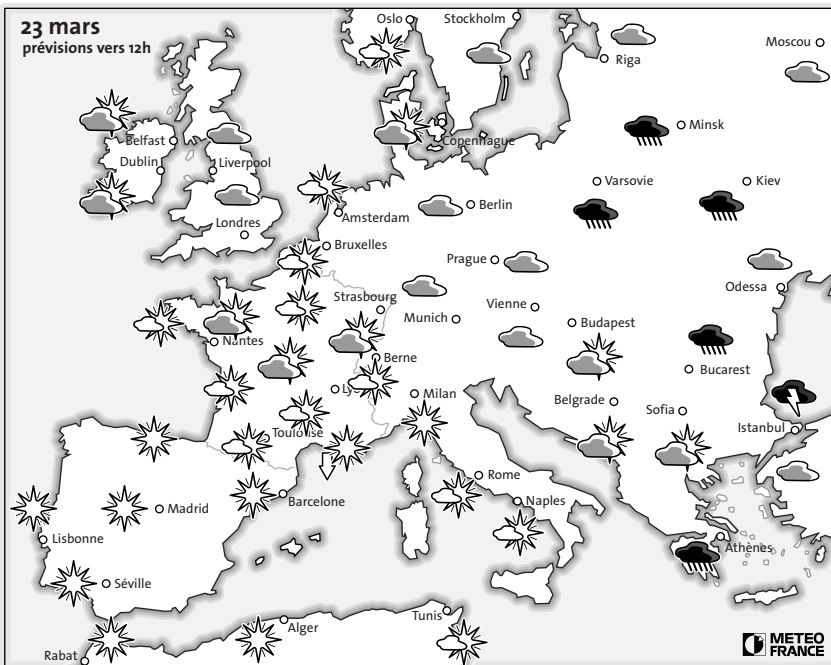 23 mars
prévisions vers 12h
Oslo
Stockholm
Moscou
Riga
Minsk
Belfast
Copenhague
Dublin
Liverpool
Varsovie
Kiev
Londres
Amsterdam
Berlin
Bruxelles
Prague
Odessa
Strasbourg
Munich
Vienne
Budapest
Nantes
Berne
Bucarest
Milan
Belgrade
Sofia
Istanbul
Toulouse
Rome
Barcelone
Naples
Madrid
Lisbonne
Athènes
Séville
Tunis
Alger
Rabat
METEO
FRANCE